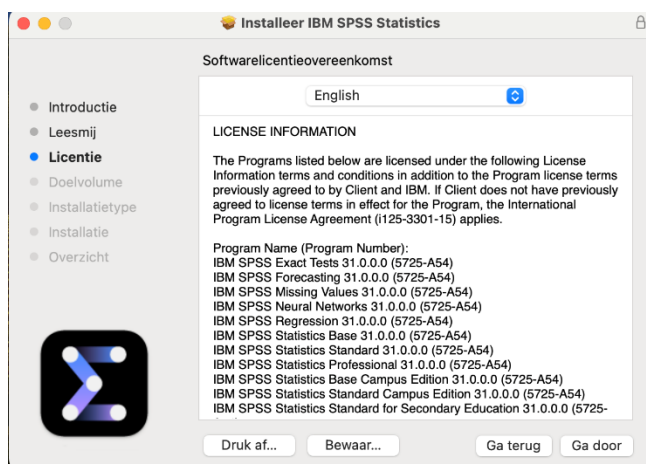 Installeer IBM SPSS Statistics
Softwarelicentieovereenkomst
Introductie
Leesmij
Licentie
Doelvolume
Installatietype
Installatie
Overzicht
English
LICENSE INFORMATION
The Programs listed below are licensed under the following License
Information terms and conditions in addition to the Program license terms
previously agreed to by Client and IBM. If Client does not have previously
agreed to license terms in effect for the Program, the International
Program License Agreement (i125-3301-15) applies.
Program Name (Program Number):
IBM SPSS Exact Tests 31.0.0.0 (5725-A54)
IBM SPSS Forecasting 31.0.0.0 (5725-A54)
IBM SPSS Missing Values 31.0.0.0 (5725-A54)
IBM SPSS Neural Networks 31.0.0.0 (5725-A54)
IBM SPSS Regression 31.0.0.0 (5725-A54)
IBM SPSS Statistics Base 31.0.0.0 (5725-A54)
IBM SPSS Statistics Standard 31.0.0.0 (5725-A54)
IBM SPSS Statistics Professional 31.0.0.0 (5725-A54)
IBM SPSS Statistics Base Campus Edition 31.0.0.0 (5725-A54)
IBM SPSS Statistics Standard Campus Edition 31.0.0.0 (5725-A54)
IBM SPSS Statistics Standard for Secondary Education 31.0.0.0 (5725-
Druk af...
Bewaar...
Ga terug
Ga door